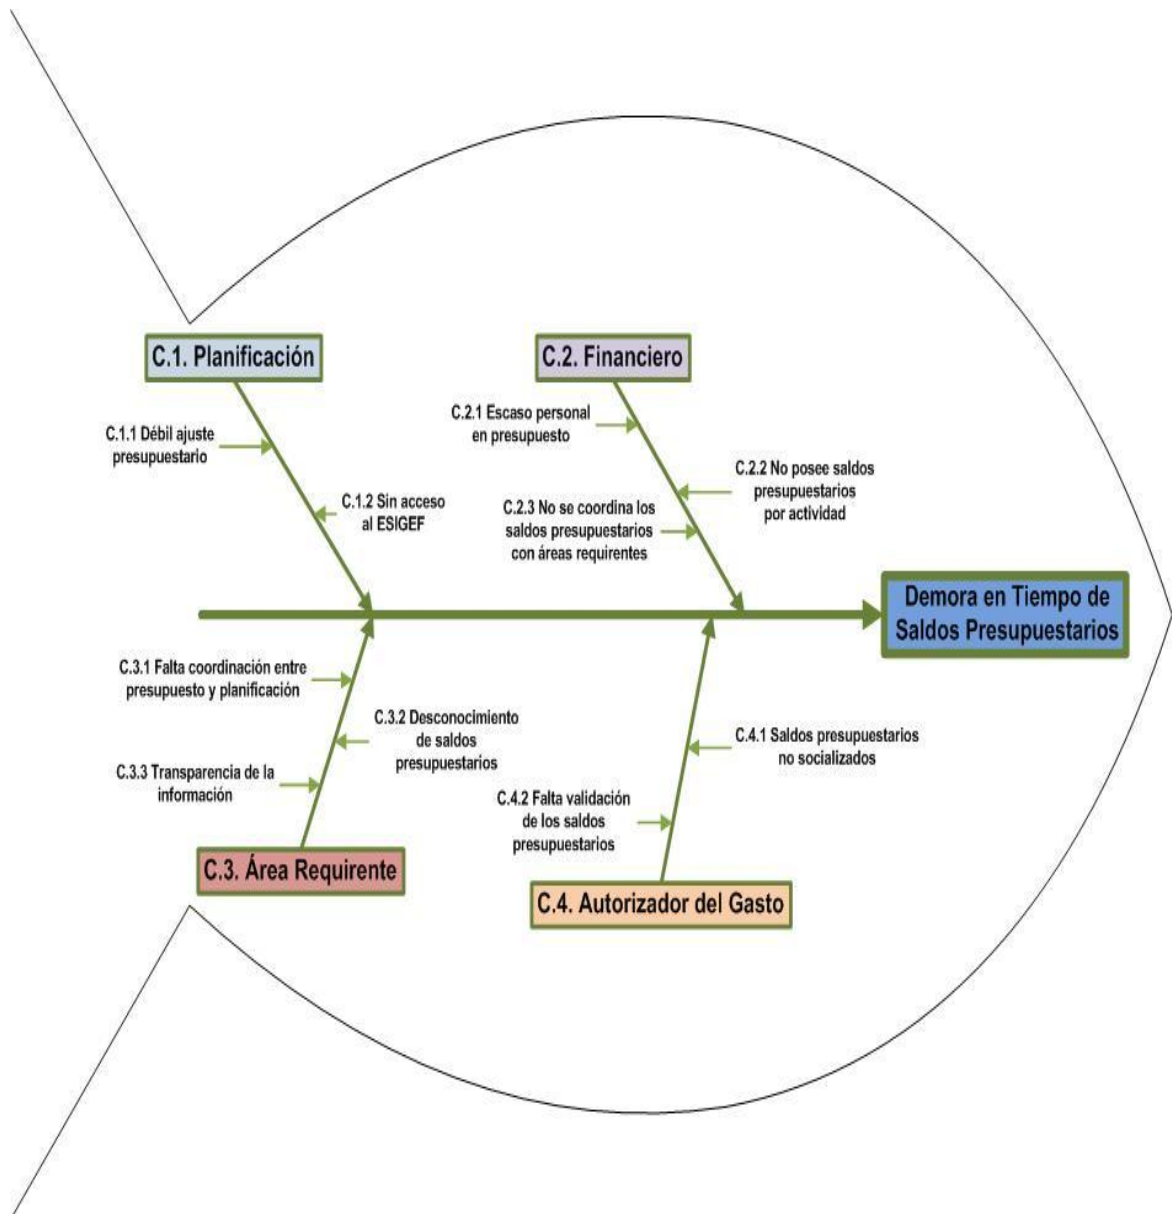 C.1. Planificación
C.1.1 Débil ajuste
presupuestario
C.1.2 Sin acceso
al ESIGEF
C.2. Financiero
C.2.1 Escaso personal
en presupuesto
C.2.2 No posee saldos
presupuestarios
por actividad
C.2.3 No se coordina los
saldos presupuestarios
con áreas requirentes
Demora en Tiempo de
Saldos Presupuestarios
C.3.1 Falta coordinación entre
presupuesto y planificación
C.3.2 Desconocimiento
de saldos
presupuestarios
C.3.3 Transparencia de la
información
C.3. Área Requirente
C.4.1 Saldos presupuestarios
no socializados
C.4.2 Falta validación
de los saldos
presupuestarios
C.4. Autorizador del Gasto